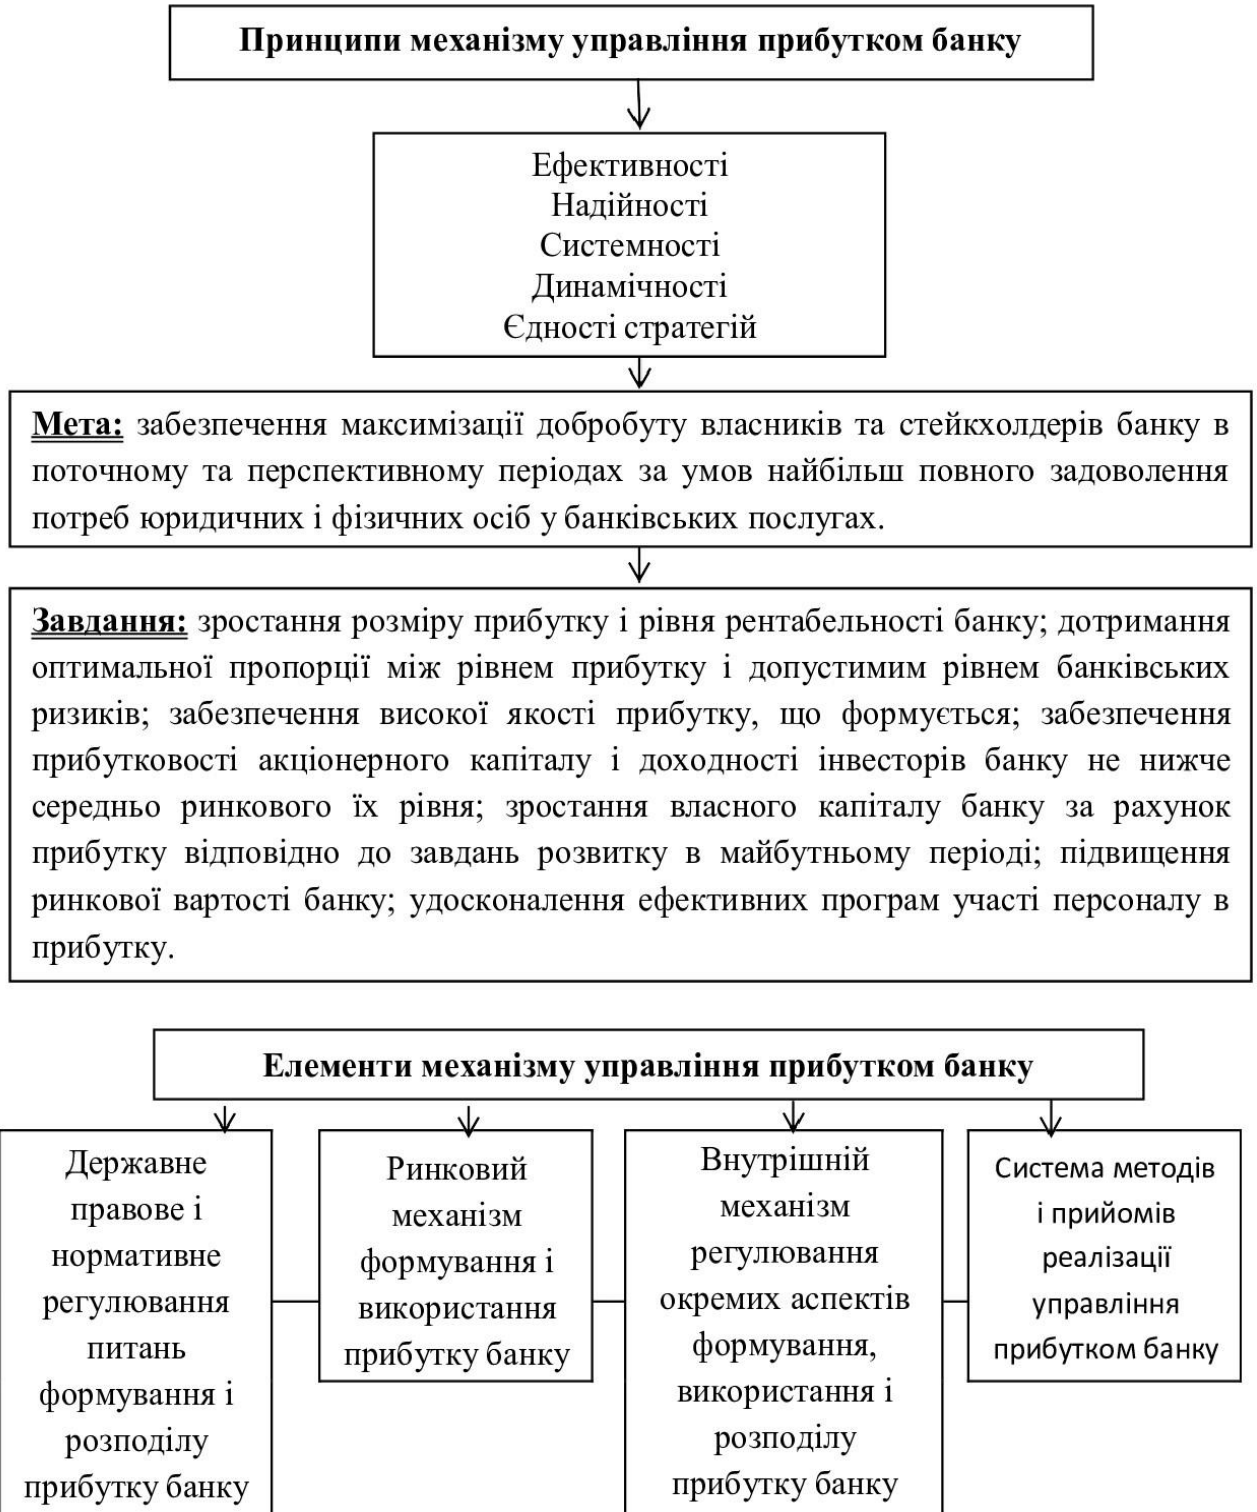 Принципи механізму управління прибутком банку
Ефективності
Надійності
Системності
Динамічності
Єдності стратегій
Мета: забезпечення максимізації добробуту власників та стейкхолдерів банку в
поточному та перспективному періодах за умов найбільш повного задоволення
потреб юридичних і фізичних осіб у банківських послугах.
Завдання: зростання розміру прибутку і рівня рентабельності банку; дотримання
оптимальної пропорції між рівнем прибутку і допустимим рівнем банківських
ризиків; забезпечення високої якості прибутку, що формується; забезпечення
прибутковості акціонерного капіталу і доходності інвесторів банку не нижче
середньо ринкового їх рівня; зростання власного капіталу банку за рахунок
прибутку відповідно до завдань розвитку в майбутньому періоді; підвищення
ринкової вартості банку; удосконалення ефективних програм участі персоналу в
прибутку.
Елементи механізму управління прибутком банку
Державне
правове і
нормативне
регулювання
питань
формування і
розподілу
прибутку банку
Ринковий
механізм
формування і
використання
прибутку банку
Внутрішній
механізм
регулювання
окремих аспектів
формування,
використання і
розподілу
прибутку банку
Система методів
і прийомів
реалізації
управління
прибутком банку